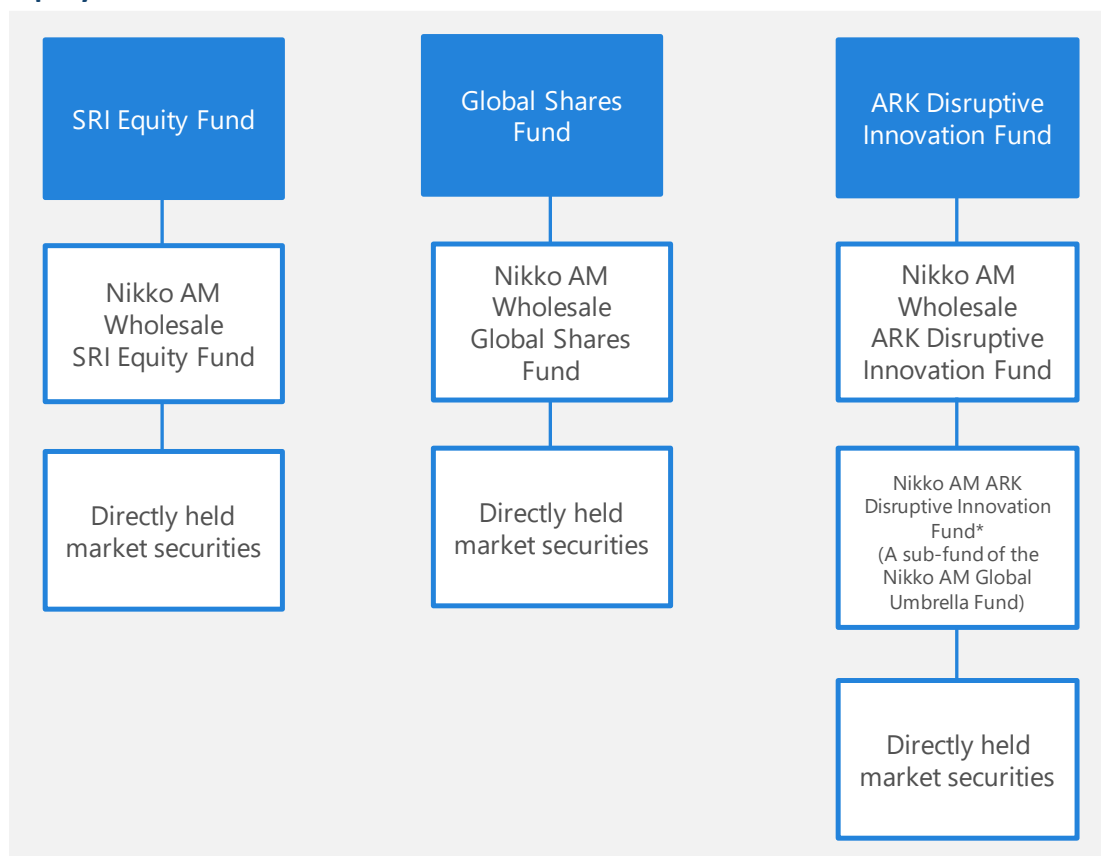 SRI Equity Fund
Global Shares
Fund
ARK Disruptive
Innovation Fund
Nikko AM
Wholesale
SRI Equity Fund
Nikko AM
Wholesale
Global Shares
Fund
Nikko AM
Wholesale
ARK Disruptive
Innovation Fund
Directly held
market securities
Directly held
market securities
Nikko AM ARK
Disruptive Innovation
Fund*
(A sub-fund of the
Nikko AM Global
Umbrella Fund)
Directly held
market securities